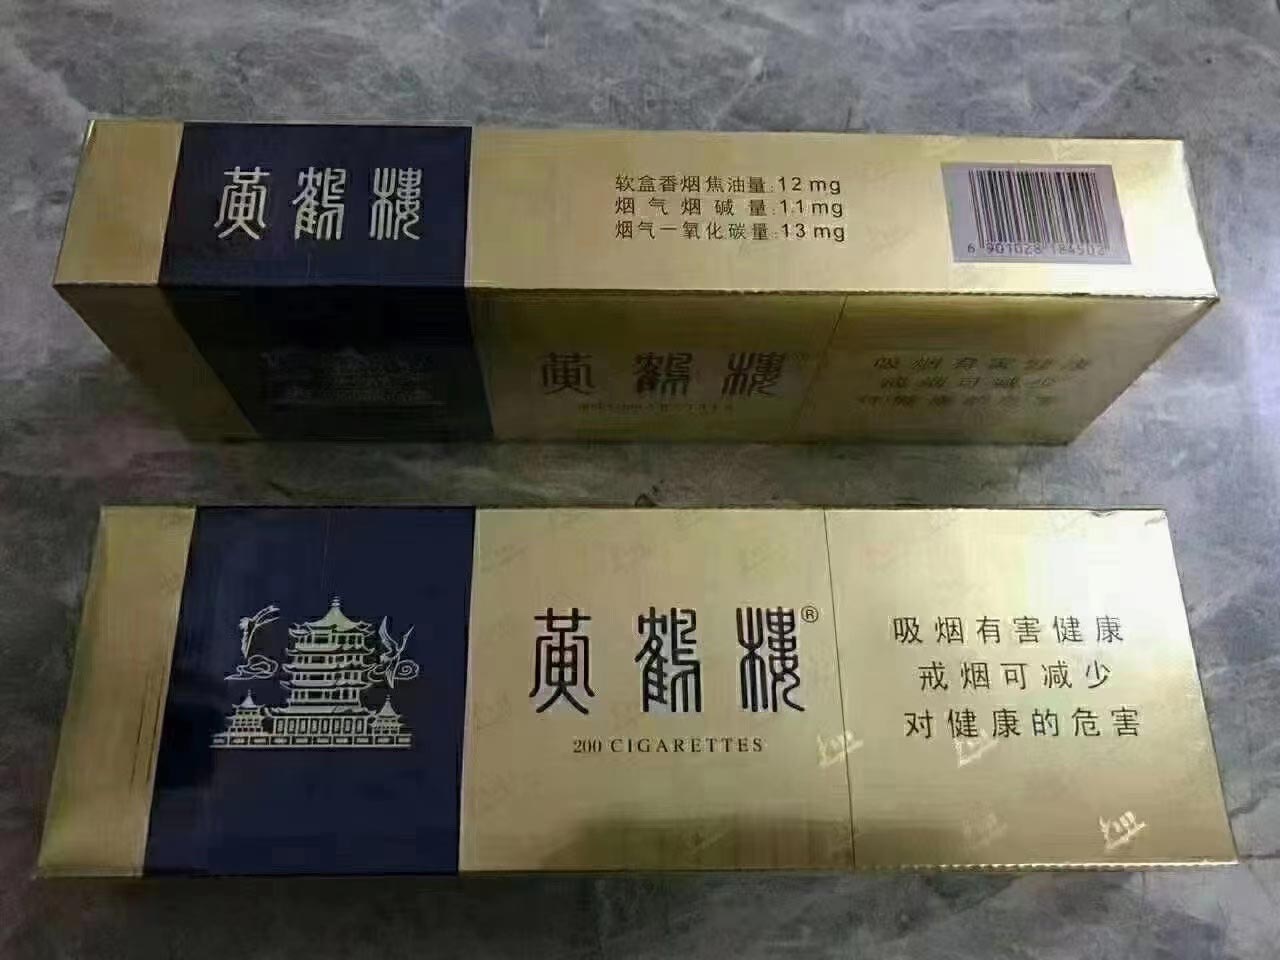 黄鹤楼
软盒香烟焦油量:12mg
烟气烟碱量:1.1mg
烟气一氧化碳量:13mg
6 901028 184502
黄鹤楼
吸烟有害健康
戒烟可减少
对健康的危害
黄鹤楼®
200 CIGARETTES
吸烟有害健康
戒烟可减少
对健康的危害